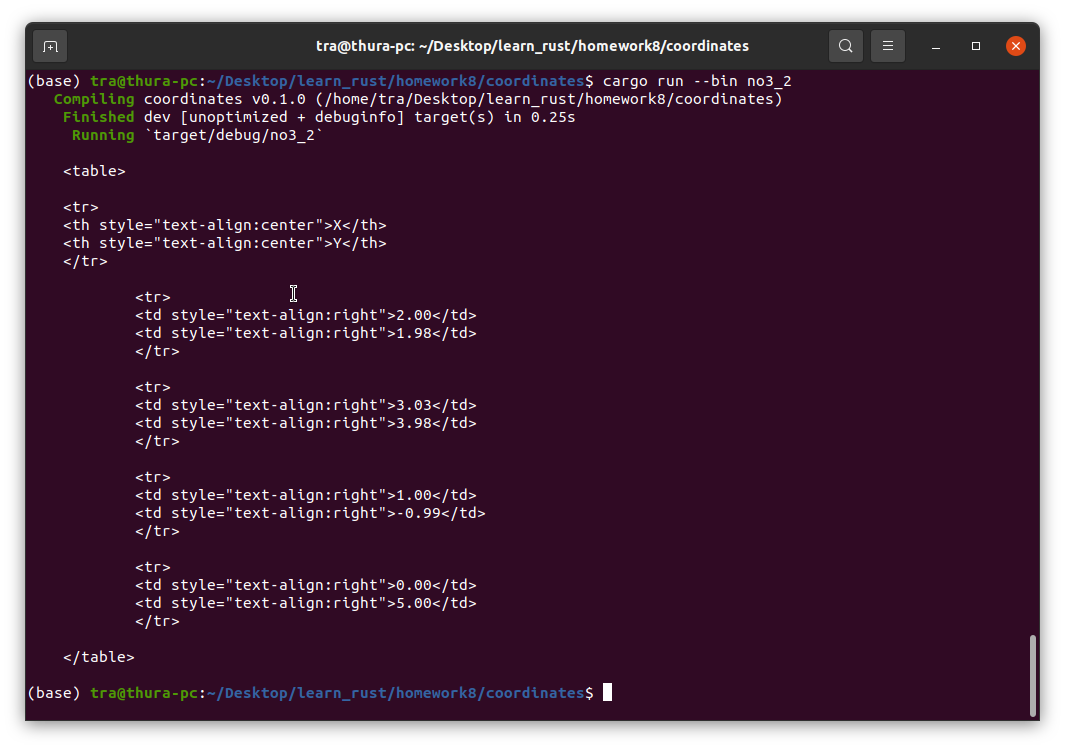 tra@thura-pc: ~/Desktop/learn_rust/homework8/coordinates
(base) tra@thura-pc:~/Desktop/learn_rust/homework8/coordinates$ cargo run --bin no3_2
Compiling coordinates v0.1.0 (/home/tra/Desktop/learn_rust/homework8/coordinates)
Finished dev [unoptimized + debuginfo] target(s) in 0.25s
Running `target/debug/no3_2`
<table>
<tr>
<th style="text-align:center">X</th>
<th style="text-align:center">Y</th>
</tr>
<tr>
<td style="text-align:right">2.00</td>
<td style="text-align:right">1.98</td>
</tr>
<tr>
<td style="text-align:right">3.03</td>
<td style="text-align:right">3.98</td>
</tr>
<tr>
<td style="text-align:right">1.00</td>
<td style="text-align:right">-0.99</td>
</tr>
<tr>
<td style="text-align:right">0.00</td>
<td style="text-align:right">5.00</td>
</tr>
</table>
(base) tra@thura-pc:~/Desktop/learn_rust/homework8/coordinates$